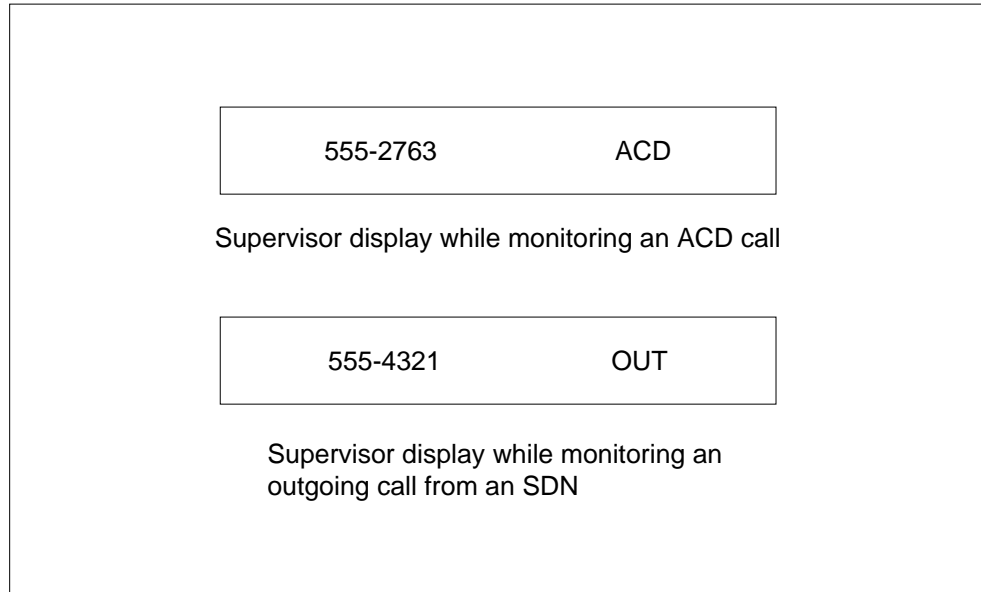 555-2763 ACD
Supervisor display while monitoring an ACD call
555-4321 OUT
Supervisor display while monitoring an
outgoing call from an SDN